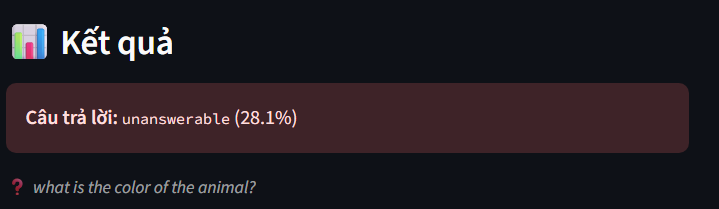 Kết quả
Câu trả lời: unanswerable (28.1%)
what is the color of the animal?